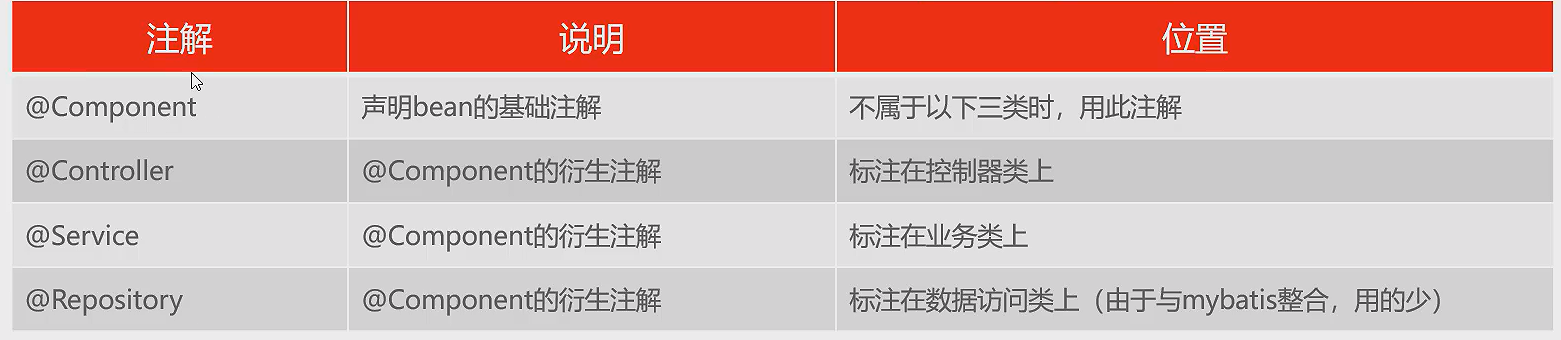 注解 说明 位置
@Component 声明bean的基础注解 不属于以下三类时，用此注解
@Controller @Component的衍生注解 标注在控制器类上
@Service @Component的衍生注解 标注在业务类上
@Repository @Component的衍生注解 标注在数据访问类上（由于与mybatis整合，用的少）